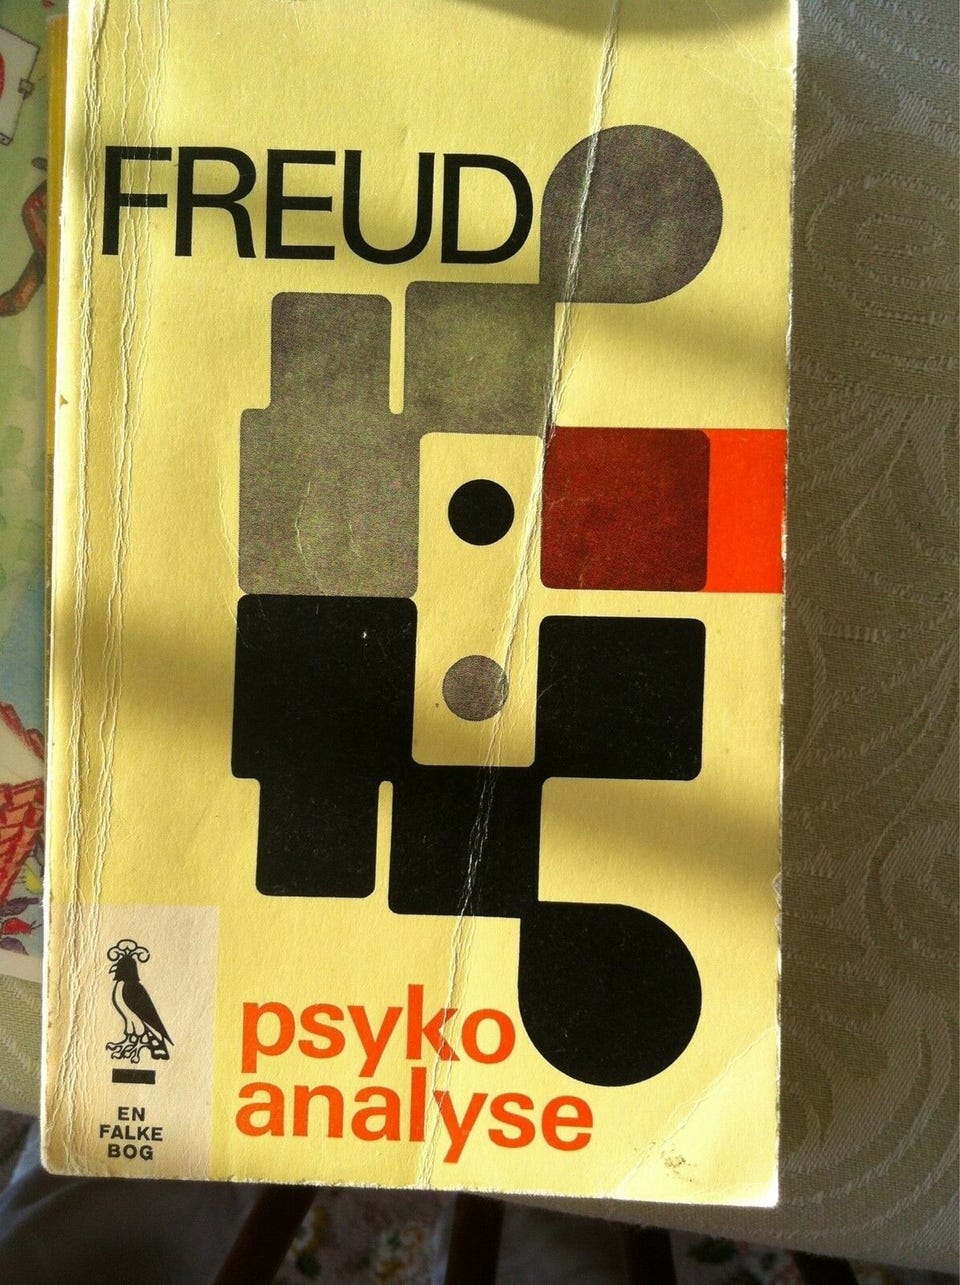 FREUD
psyko
analyse
EN
FALKE
BOG